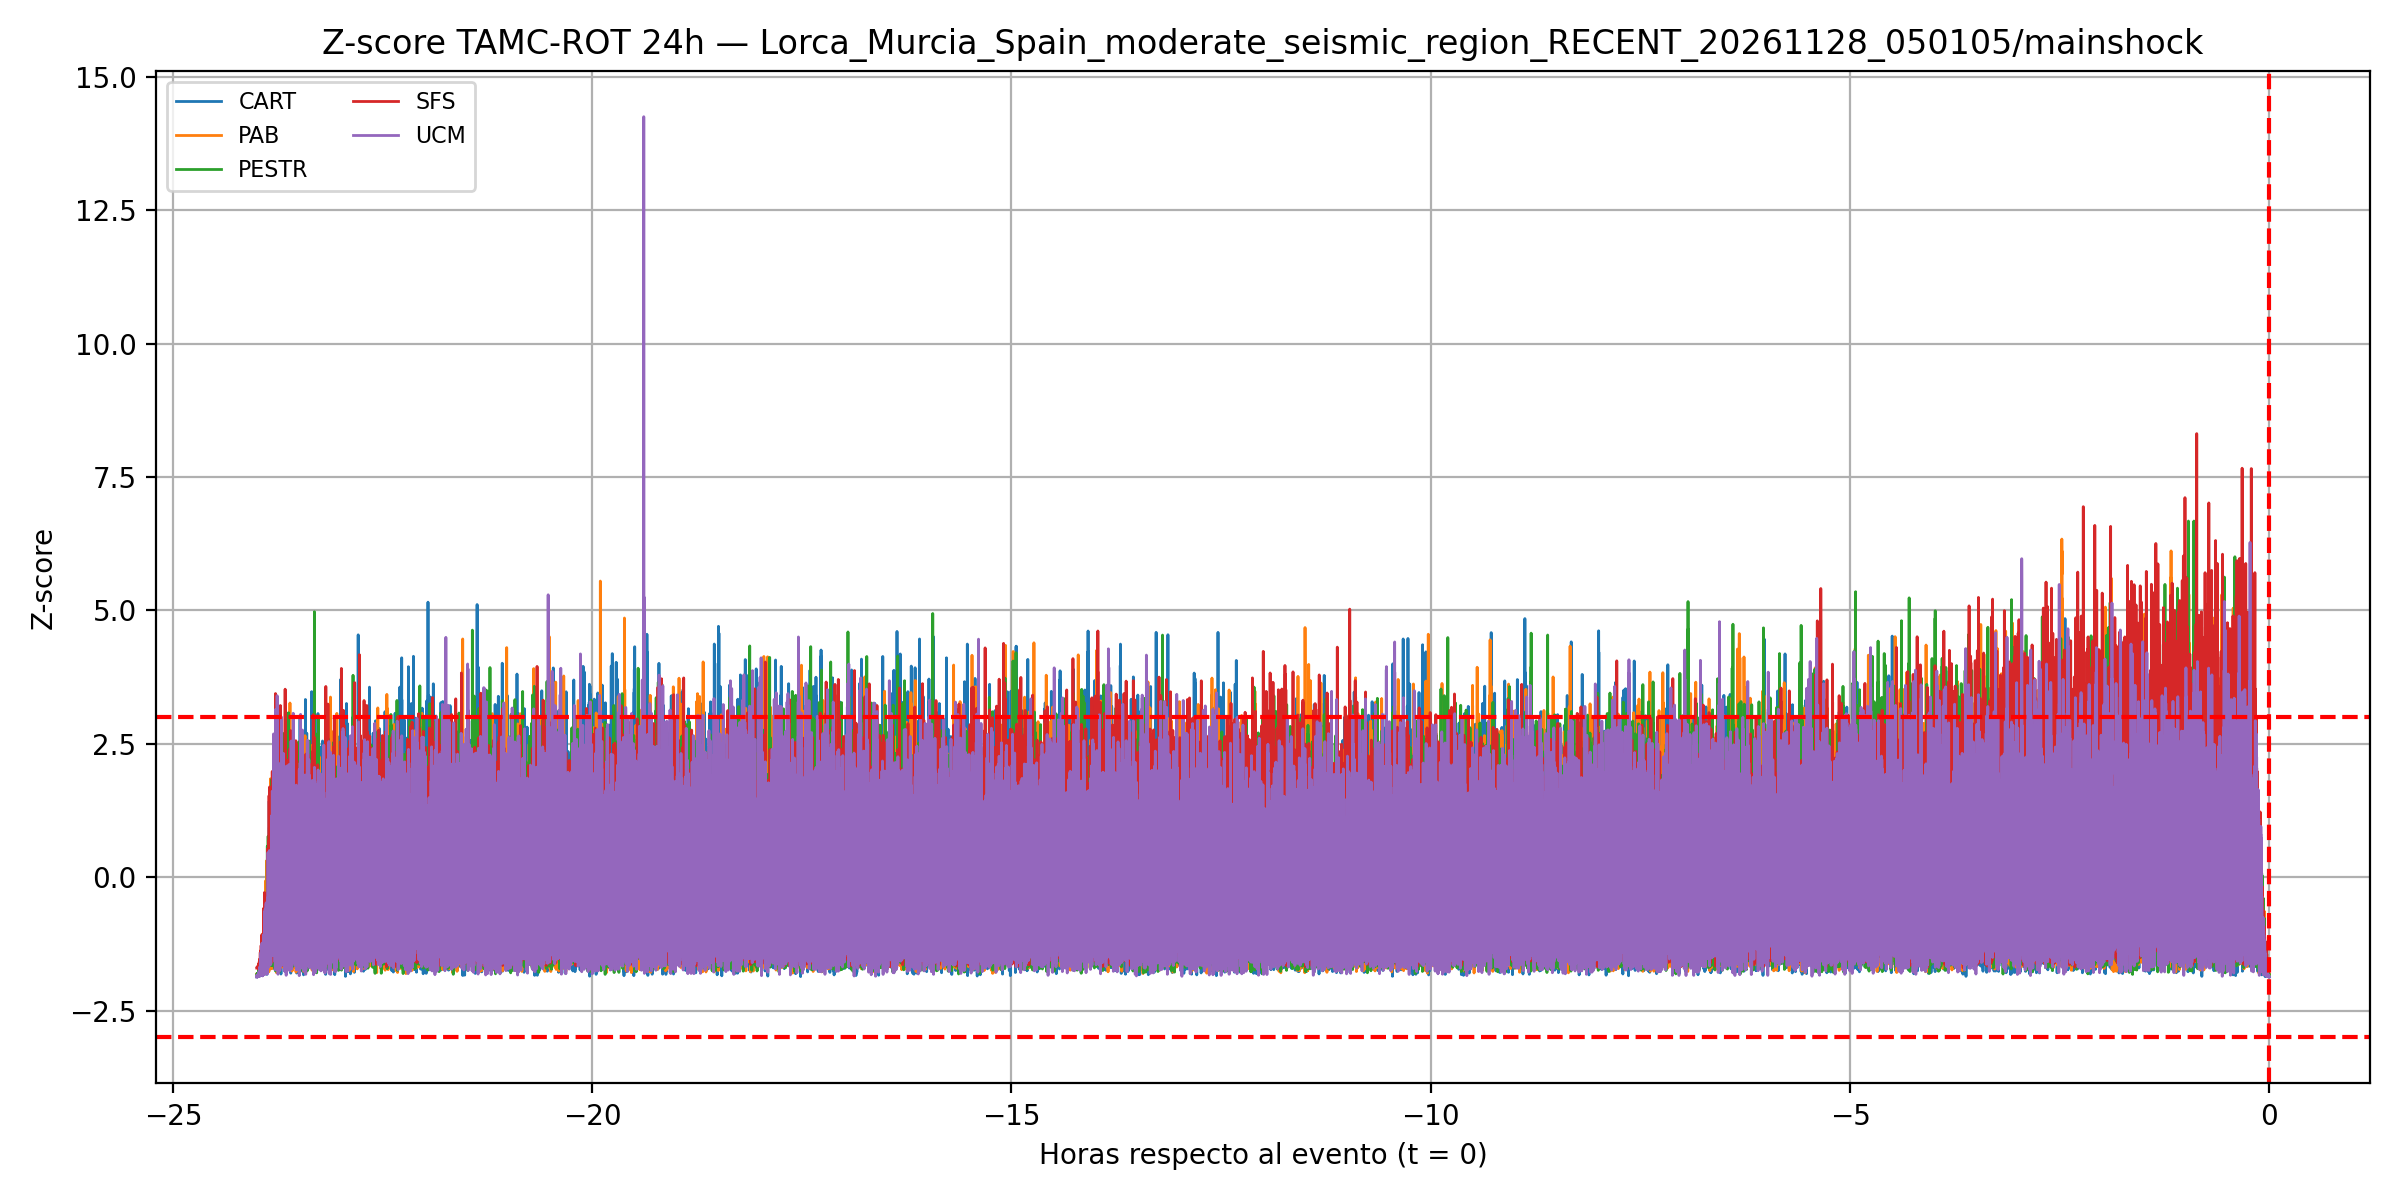 Z-score TAMC-ROT 24h — Lorca_Murcia_Spain_moderate_seismic_region_RECENT_20261128_050105/mainshock
CART
PAB
PESTR
SFS
UCM
15.0
12.5
10.0
7.5
5.0
2.5
0.0
−2.5
Z-score
−25
−20
−15
−10
−5
0
Horas respecto al evento (t = 0)